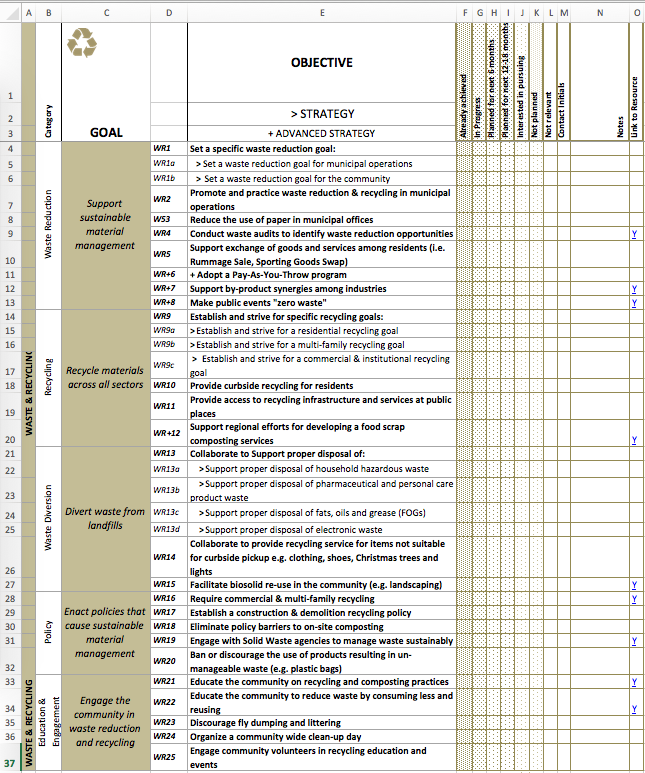 A B C D E F G H I J K L M N O
1 OBJECTIVE
2 > STRATEGY
3 Category GOAL + ADVANCED STRATEGY Already achieved In Progress Planned for next 6-months Planned for next 12-18 months Interested in pursuing Not planned Not relevant Contact Initials Notes Link to Resource
WASTE & RECYCLING
Waste Reduction
Support
sustainable
material
management
4 WR1 Set a specific waste reduction goal:
5 WR1a > Set a waste reduction goal for municipal operations
6 WR1b > Set a waste reduction goal for the community
7 WR2 Promote and practice waste reduction & recycling in municipal
operations
8 WS3 Reduce the use of paper in municipal offices
9 WR4 Conduct waste audits to identify waste reduction opportunities Y
10 WR5 Support exchange of goods and services among residents (i.e.
Rummage Sale, Sporting Goods Swap)
11 WR+6 + Adopt a Pay-As-You-Throw program
12 WR+7 Support by-product synergies among industries Y
13 WR+8 Make public events "zero waste" Y
Recycling
Recycle materials
across all sectors
14 WR9 Establish and strive for specific recycling goals:
15 WR9a > Establish and strive for a residential recycling goal
16 WR9b > Establish and strive for a multi-family recycling goal
17 WR9c > Establish and strive for a commercial & institutional recycling
goal
18 WR10 Provide curbside recycling for residents
19 WR11 Provide access to recycling infrastructure and services at public
places
20 WR+12 Support regional efforts for developing a food scrap
composting services Y
Waste Diversion
Divert waste from
landfills
21 WR13 Collaborate to Support proper disposal of:
22 WR13a > Support proper disposal of household hazardous waste
23 WR13b > Support proper disposal of pharmaceutical and personal care
product waste
24 WR13c > Support proper disposal of fats, oils and grease (FOGs)
25 WR13d > Support proper disposal of electronic waste
26 WR14 Collaborate to provide recycling service for items not suitable
for curbside pickup e.g. clothing, shoes, Christmas trees and
lights
27 WR15 Facilitate biosolid re-use in the community (e.g. landscaping) Y
Policy
Enact policies that
cause sustainable
material
management
28 WR16 Require commercial & multi-family recycling Y
29 WR17 Establish a construction & demolition recycling policy
30 WR18 Eliminate policy barriers to on-site composting
31 WR19 Engage with Solid Waste agencies to manage waste sustainably Y
32 WR20 Ban or discourage the use of products resulting in un-
manageable waste (e.g. plastic bags)
WASTE & RECYCLING
Education &
Engagement
Engage the
community in
waste reduction
and recycling
33 WR21 Educate the community on recycling and composting practices Y
34 WR22 Educate the community to reduce waste by consuming less and
reusing Y
35 WR23 Discourage fly dumping and littering
36 WR24 Organize a community wide clean-up day
37 WR25 Engage community volunteers in recycling education and
events